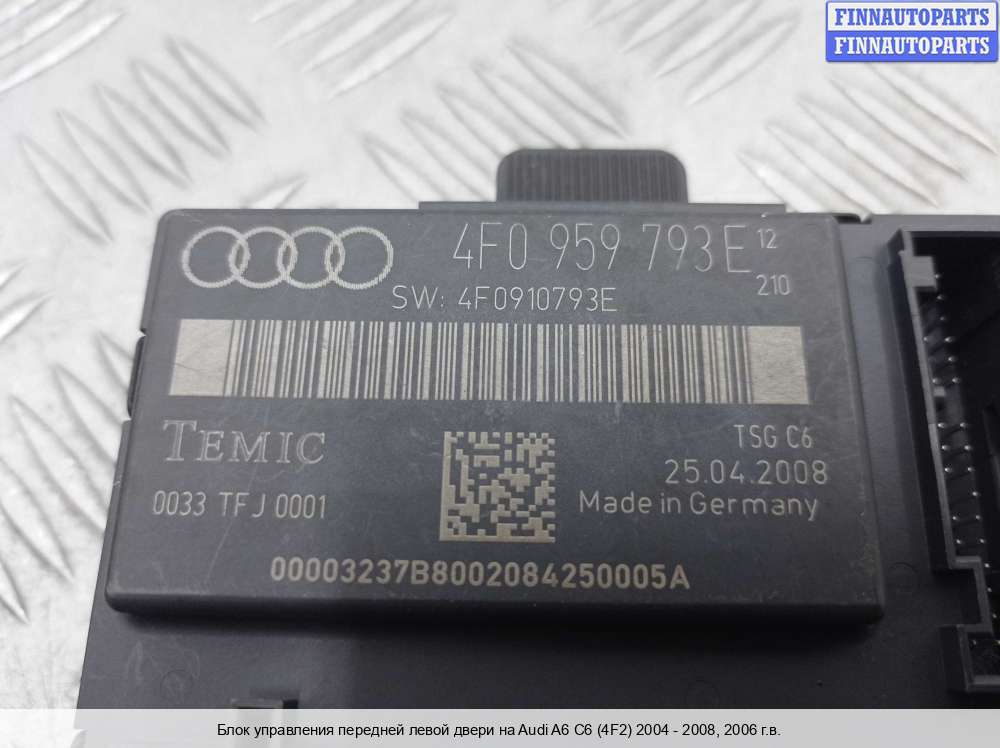 FINNAUTOPARTS
FINNAUTOPARTS
4F0 959 793E 12
210
SW: 4F0910793E
TEMIC
TSG C6
25.04.2008
0033 TFJ 0001
Made in Germany
00003237B8002084250005A
Блок управления передней левой двери на Audi A6 C6 (4F2) 2004 - 2008, 2006 г.в.